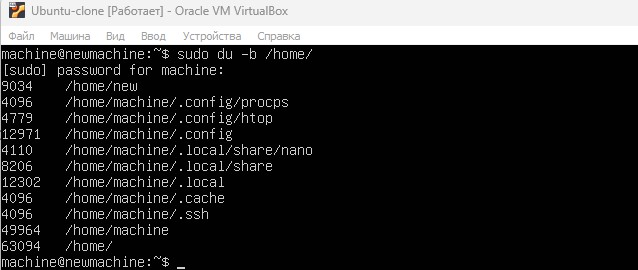 Ubuntu-clone [Работает] - Oracle VM VirtualBox
Файл Машина Вид Ввод Устройства Справка
machine@newmachine:~$ sudo du -b /home/
[sudo] password for machine:
9034 /home/new
4096 /home/machine/.config/procps
4779 /home/machine/.config/htop
12971 /home/machine/.config
4110 /home/machine/.local/share/nano
8206 /home/machine/.local/share
12302 /home/machine/.local
4096 /home/machine/.cache
4096 /home/machine/.ssh
49964 /home/machine
63094 /home/
machine@newmachine:~$ _